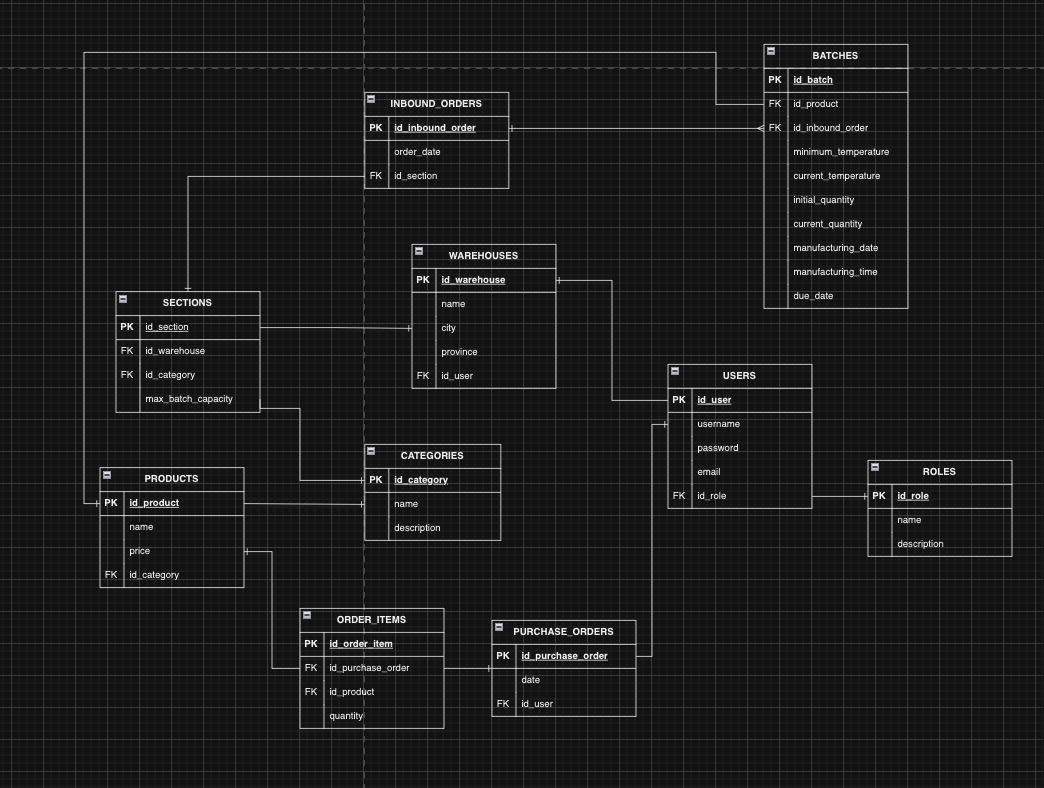 BATCHES
PK id_batch
FK id_product
FK id_inbound_order
minimum_temperature
current_temperature
initial_quantity
current_quantity
manufacturing_date
manufacturing_time
due_date
INBOUND_ORDERS
PK id_inbound_order
order_date
FK id_section
WAREHOUSES
PK id_warehouse
name
city
province
FK id_user
SECTIONS
PK id_section
FK id_warehouse
FK id_category
max_batch_capacity
USERS
PK id_user
username
password
email
FK id_role
CATEGORIES
PK id_category
name
description
ROLES
PK id_role
name
description
PRODUCTS
PK id_product
name
price
FK id_category
ORDER_ITEMS
PK id_order_item
FK id_purchase_order
FK id_product
quantity
PURCHASE_ORDERS
PK id_purchase_order
date
FK id_user